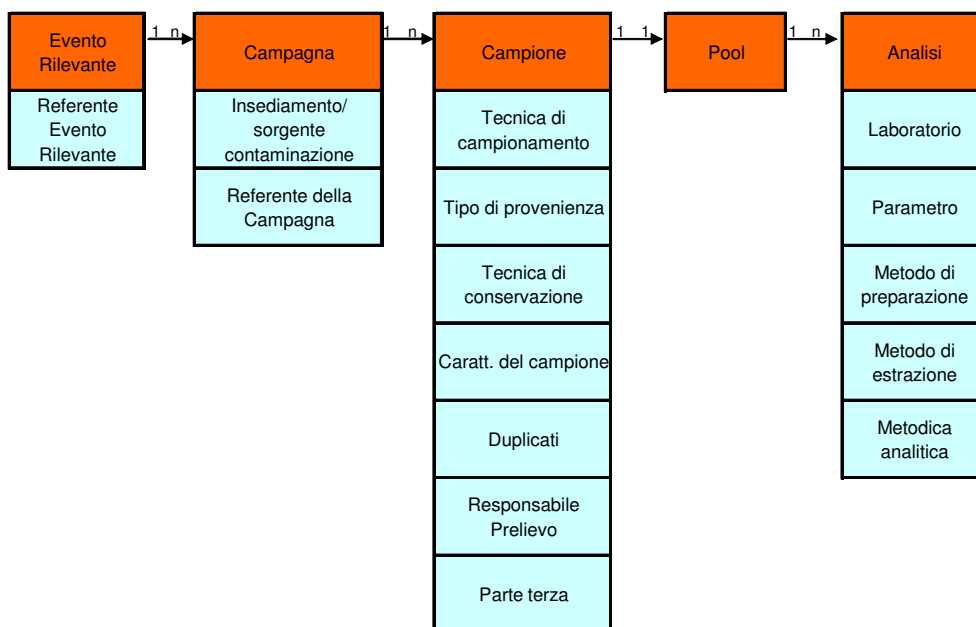 Evento
Rilevante
1 n
Campagna
1 n
Campione
1 1
Pool
1 n
Analisi
Referente
Evento
Rilevante
Insediamento/
sorgente
contaminazione
Referente della
Campagna
Tecnica di
campionamento
Tipo di provenienza
Tecnica di
conservazione
Caratt. del campione
Duplicati
Responsabile
Prelievo
Parte terza
Laboratorio
Parametro
Metodo di
preparazione
Metodo di
estrazione
Metodica
analitica